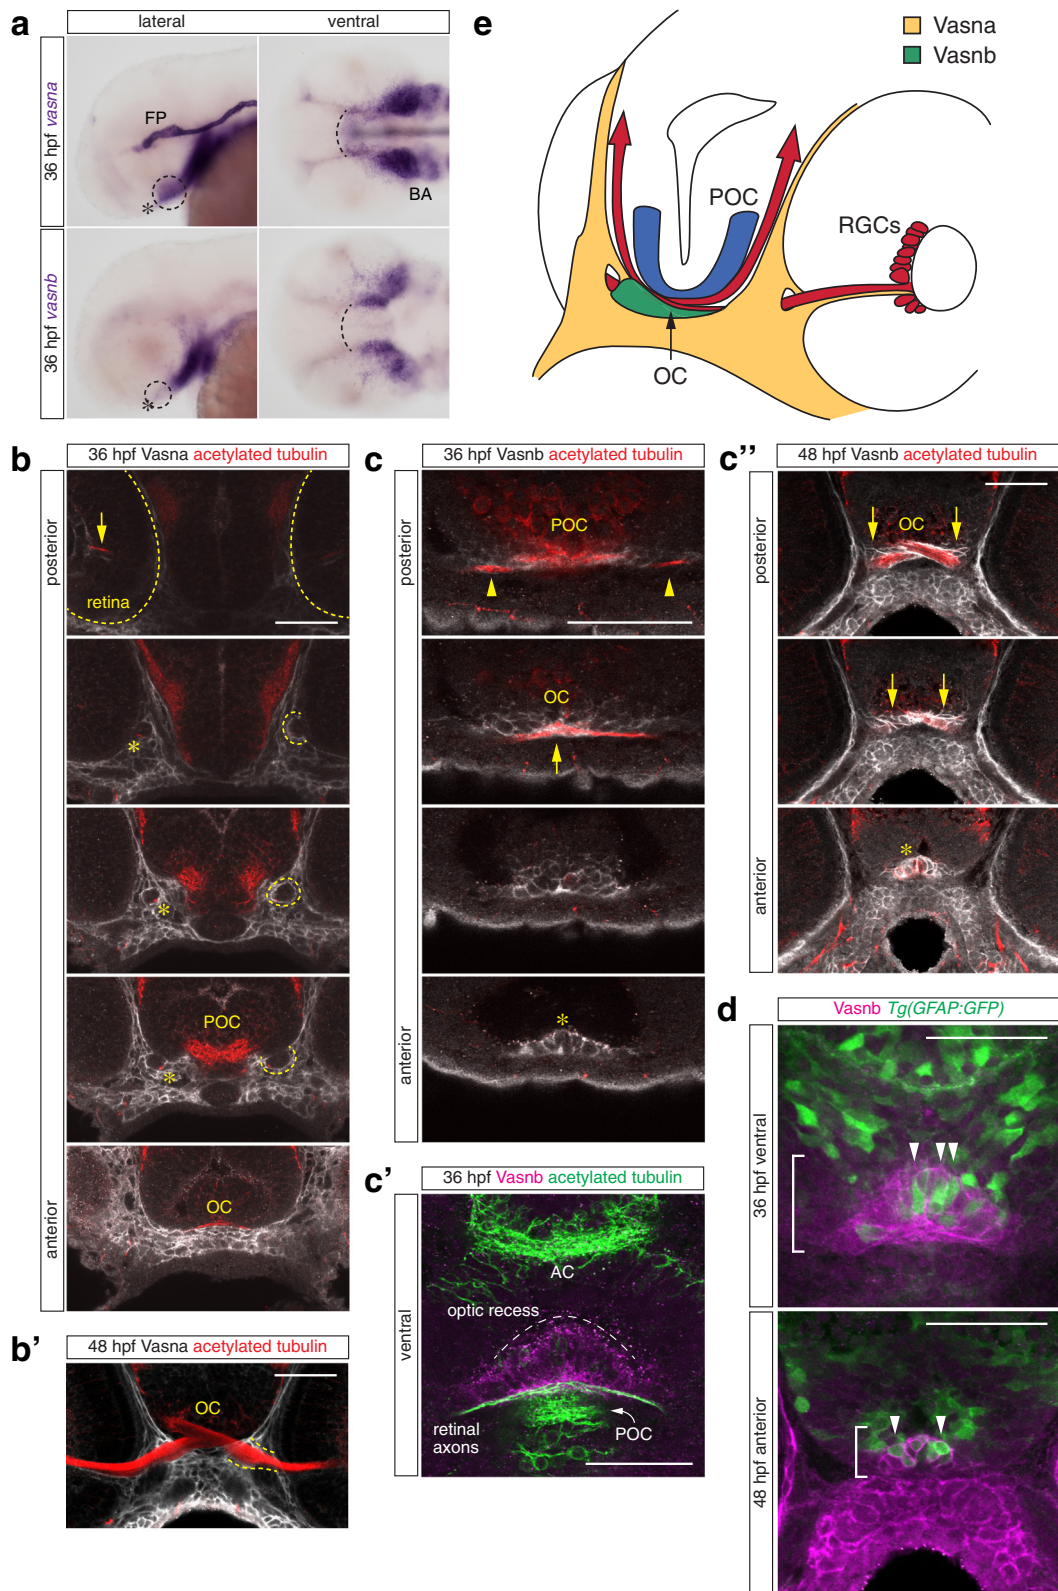 a
lateral
ventral
36 hpf vasna
FP
*
BA
36 hpf vasnb
*
e
Vasna
Vasnb
POC
RGCs
OC
b
36 hpf Vasna acetylated tubulin
posterior
retina
*
*
POC
*
OC
anterior
b’
48 hpf Vasna acetylated tubulin
OC
c
36 hpf Vasnb acetylated tubulin
posterior
POC
OC
*
anterior
c’
36 hpf Vasnb acetylated tubulin
ventral
AC
optic recess
retinal
axons
POC
c’’
48 hpf Vasnb acetylated tubulin
posterior
OC
*
anterior
d
Vasnb Tg(GFAP:GFP)
36 hpf ventral
48 hpf anterior